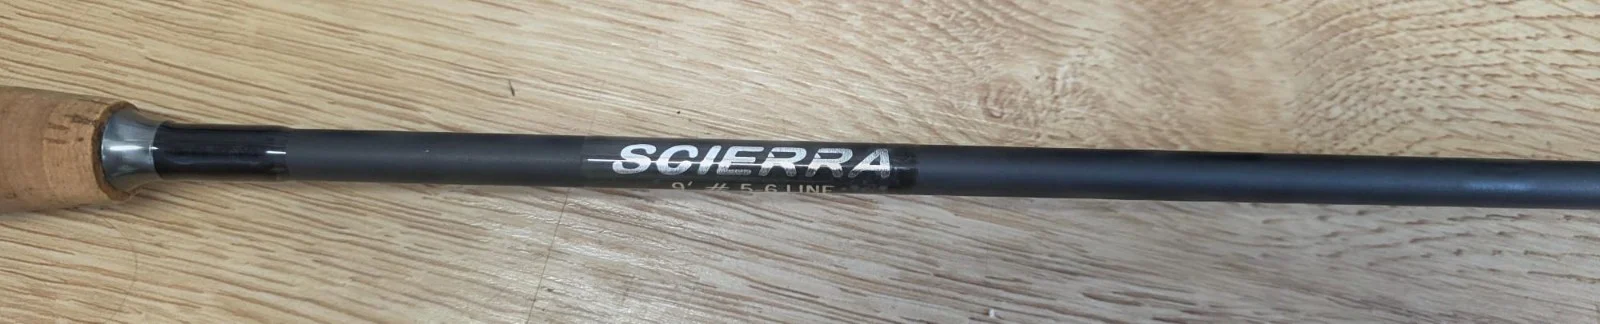 SCIERRA
9' # 5-6 LINE